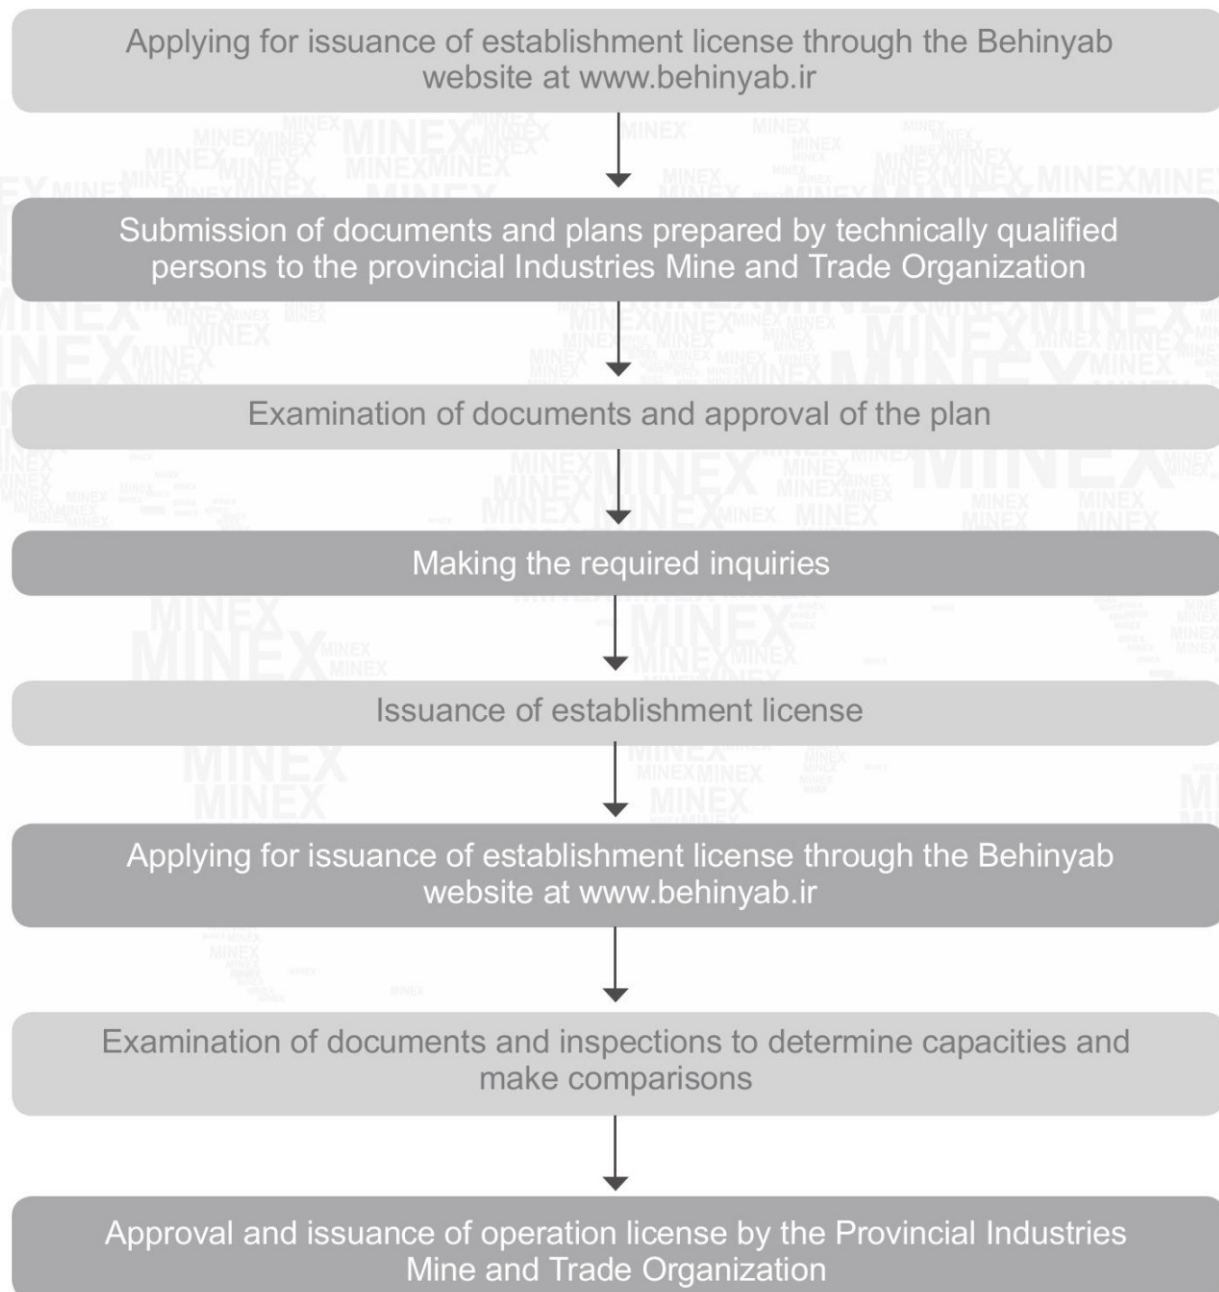 Applying for issuance of establishment license through the Behinyab
website at www.behinyab.ir
Submission of documents and plans prepared by technically qualified
persons to the provincial Industries Mine and Trade Organization
Examination of documents and approval of the plan
Making the required inquiries
Issuance of establishment license
Applying for issuance of establishment license through the Behinyab
website at www.behinyab.ir
Examination of documents and inspections to determine capacities and
make comparisons
Approval and issuance of operation license by the Provincial Industries
Mine and Trade Organization